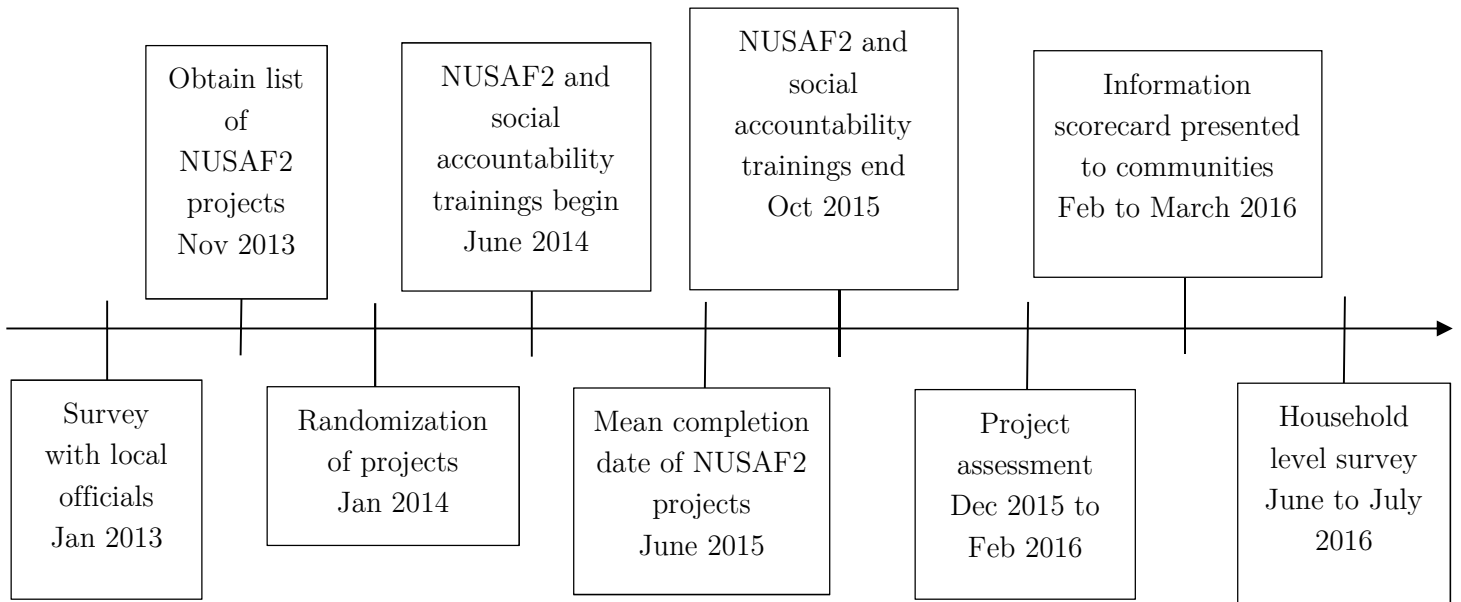 Obtain list
of
NUSAF2
projects
Nov 2013
NUSAF2 and
social
accountability
trainings begin
June 2014
NUSAF2 and
social
accountability
trainings end
Oct 2015
Information
scorecard presented
to communities
Feb to March 2016
Survey
with local
officials
Jan 2013
Randomization
of projects
Jan 2014
Mean completion
date of NUSAF2
projects
June 2015
Project
assessment
Dec 2015 to
Feb 2016
Household
level survey
June to July
2016